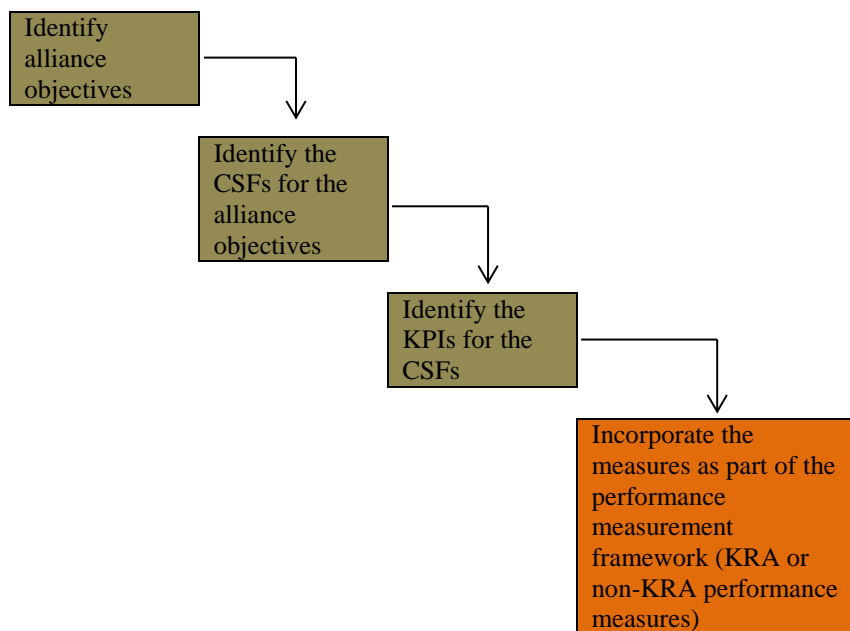 Identify
alliance
objectives
Identify the
CSFs for the
alliance
objectives
Identify the
KPIs for the
CSFs
Incorporate the
measures as part of the
performance
measurement
framework (KRA or
non-KRA performance
measures)